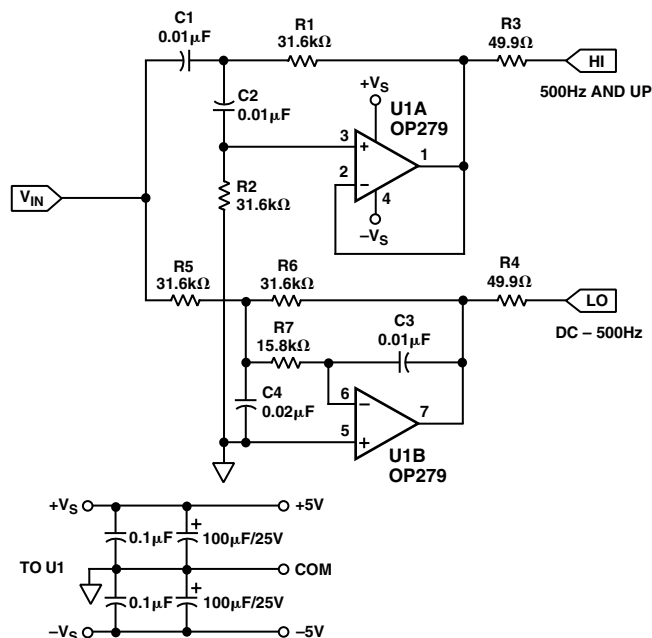 C1
0.01μF
R1
31.6kΩ
R3
49.9Ω
HI
500Hz AND UP
C2
0.01μF
+VS
U1A
OP279
3
+
1
2
−
4
−VS
R2
31.6kΩ
VIN
R5
31.6kΩ
R6
31.6kΩ
R4
49.9Ω
LO
DC – 500Hz
R7
15.8kΩ
C3
0.01μF
C4
0.02μF
6
−
7
5
+
U1B
OP279
+VS
+5V
0.1μF
+
100μF/25V
TO U1
COM
0.1μF
+
100μF/25V
−VS
−5V